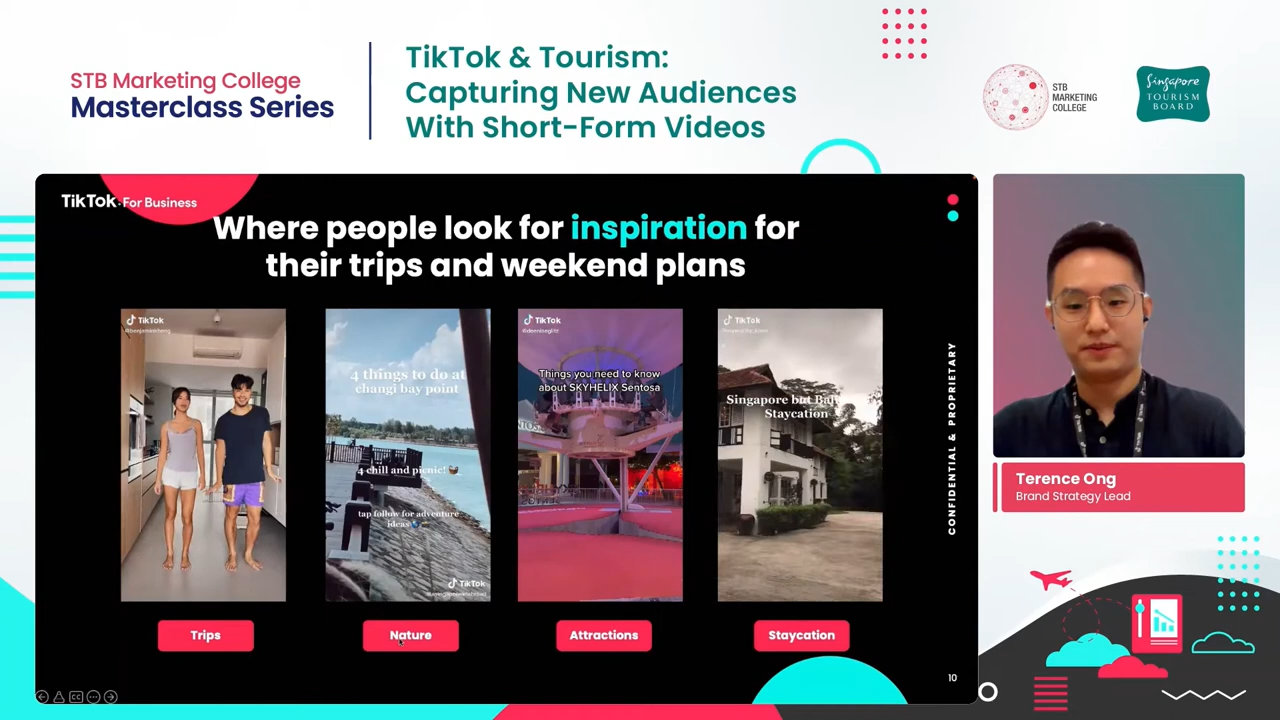 STB Marketing College
Masterclass Series
TikTok & Tourism:
Capturing New Audiences
With Short-Form Videos
STB
MARKETING
COLLEGE
Singapore
TOURISM
BOARD
TikTok: For Business
Where people look for inspiration for
their trips and weekend plans
TikTok
4 things to do at
changi bay point
4 chill and picnic!
tap follow for adventure
ideas
TikTok
TikTok
Things you need to know
about SKYHELIX Sentosa
TikTok
Singapore but Bali
Staycation
Trips
Nature
Attractions
Staycation
CONFIDENTIAL & PROPRIETARY
10
Terence Ong
Brand Strategy Lead